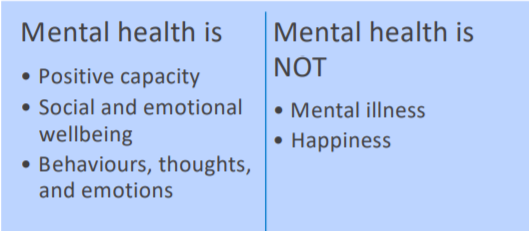 Mental health is
• Positive capacity
• Social and emotional
wellbeing
• Behaviours, thoughts,
and emotions
Mental health is
NOT
• Mental illness
• Happiness